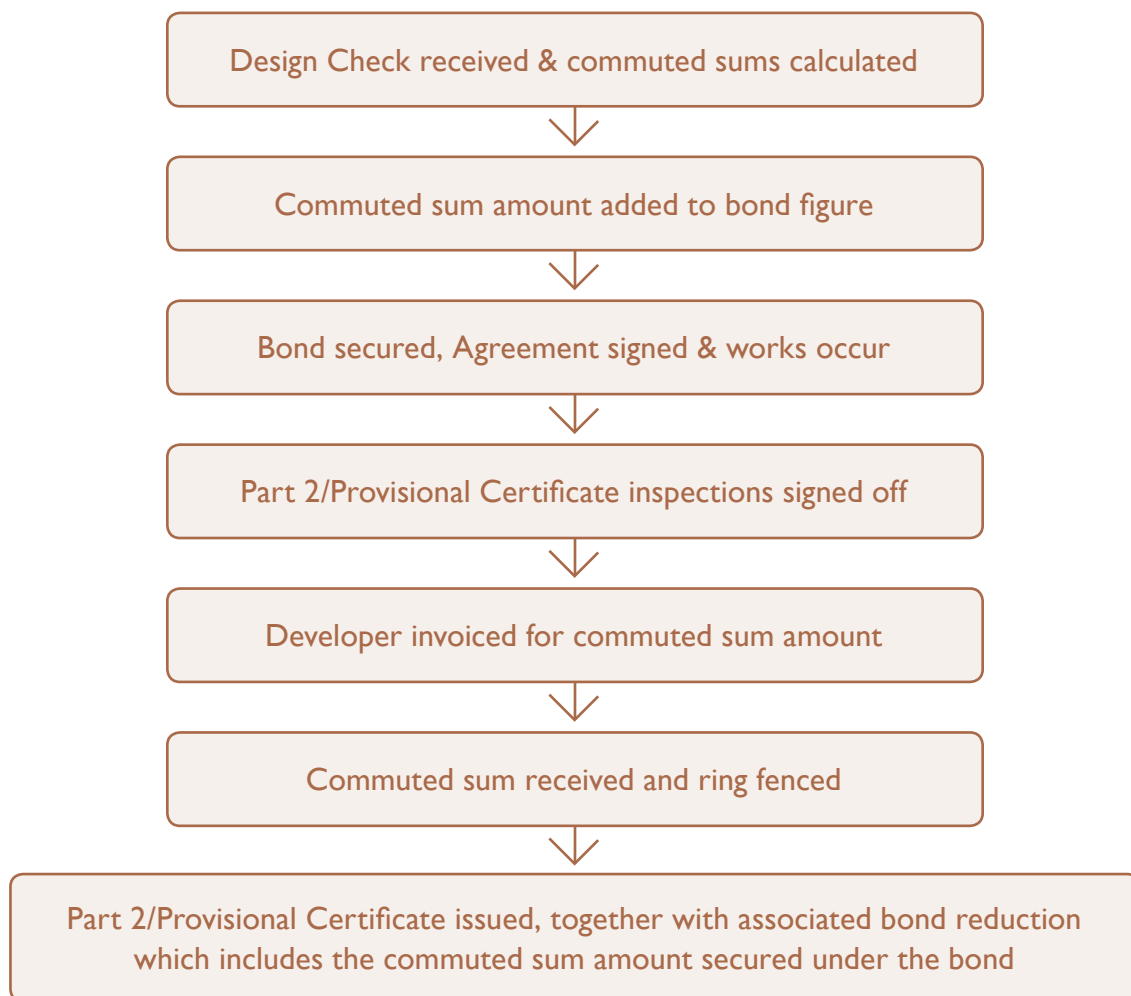 Design Check received & commuted sums calculated
Commuted sum amount added to bond figure
Bond secured, Agreement signed & works occur
Part 2/Provisional Certificate inspections signed off
Developer invoiced for commuted sum amount
Commuted sum received and ring fenced
Part 2/Provisional Certificate issued, together with associated bond reduction
which includes the commuted sum amount secured under the bond